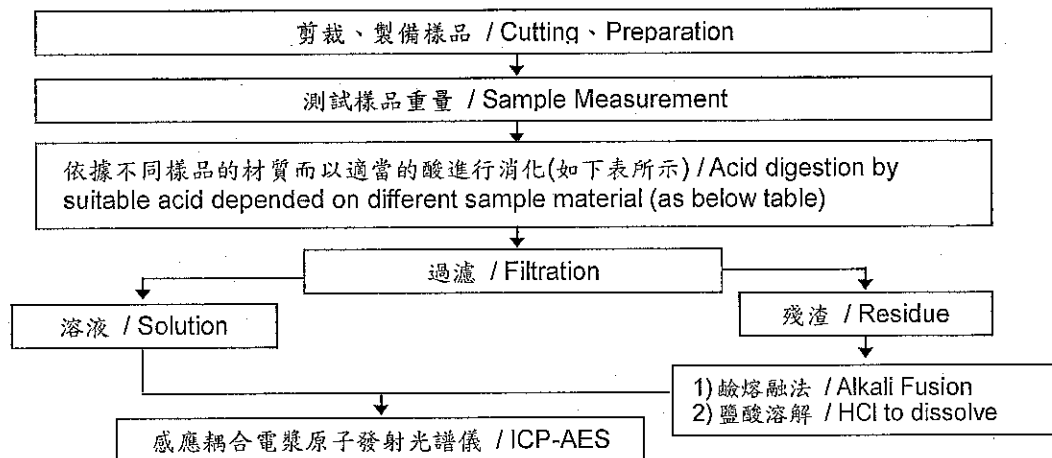 剪裁、製備樣品 / Cutting、Preparation
測試樣品重量 / Sample Measurement
依據不同樣品的材質而以適當的酸進行消化(如下表所示) / Acid digestion by
suitable acid depended on different sample material (as below table)
過濾 / Filtration
溶液 / Solution
殘渣 / Residue
1) 鹼熔融法 / Alkali Fusion
2) 鹽酸溶解 / HCl to dissolve
感應耦合電漿原子發射光譜儀 / ICP-AES